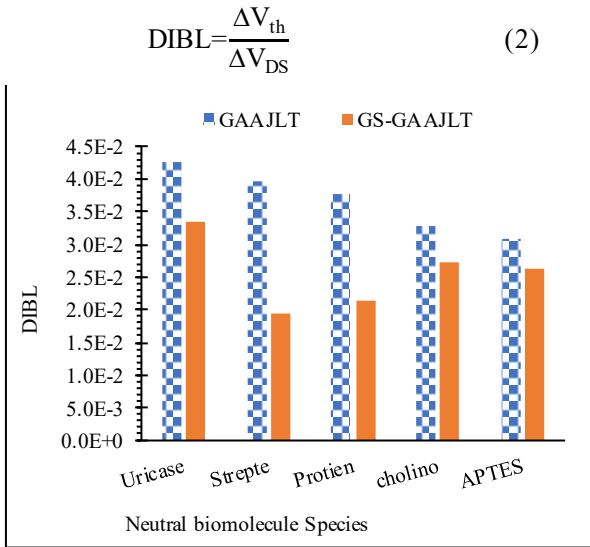 DIBL=ΔVth/ΔVDS (2)
GAAJLT GS-GAAJLT
4.5E-2
4.0E-2
3.5E-2
3.0E-2
2.5E-2
2.0E-2
1.5E-2
1.0E-2
5.0E-3
0.0E+0
DIBL
Uricase Strepte Protien cholino APTES
Neutral biomolecule Species